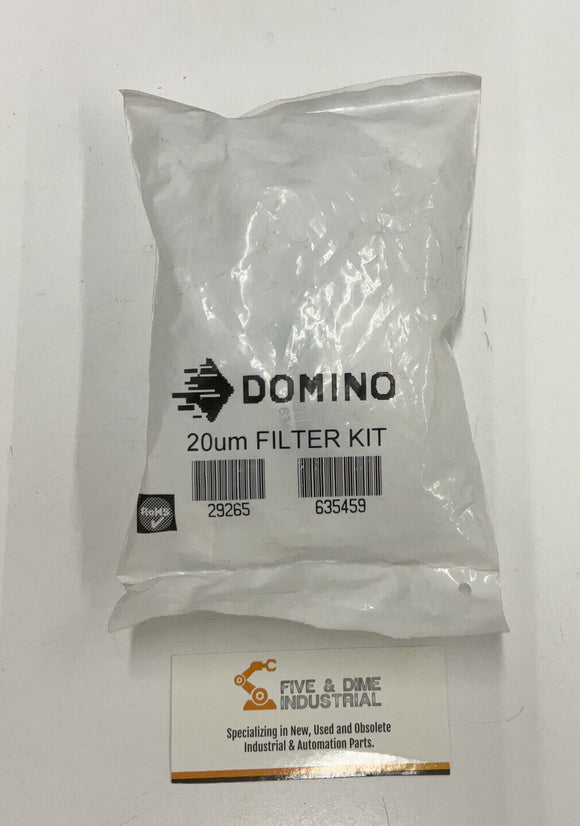 DOMINO
20um FILTER KIT
29265 635459
RoHS
FIVE & DIME
INDUSTRIAL
Specializing in New, Used and Obsolete
Industrial & Automation Parts.